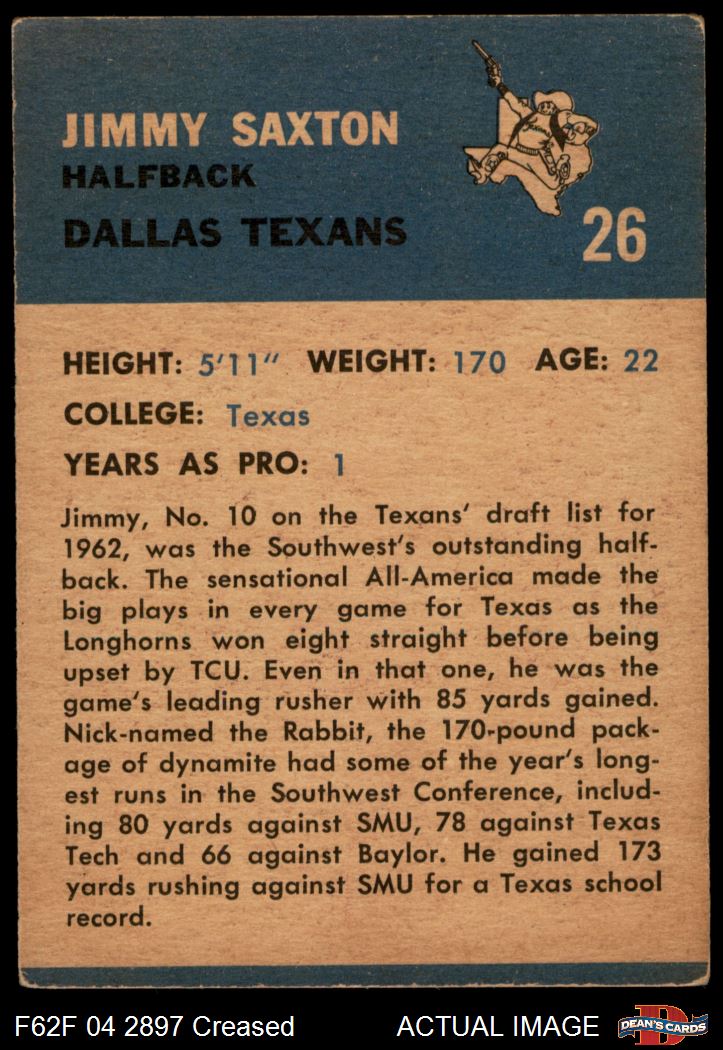 JIMMY SAXTON
HALFBACK
DALLAS TEXANS
26
HEIGHT: 5'11" WEIGHT: 170 AGE: 22
COLLEGE: Texas
YEARS AS PRO: 1
Jimmy, No. 10 on the Texans' draft list for
1962, was the Southwest's outstanding half-
back. The sensational All-America made the
big plays in every game for Texas as the
Longhorns won eight straight before being
upset by TCU. Even in that one, he was the
game's leading rusher with 85 yards gained.
Nick-named the Rabbit, the 170-pound pack-
age of dynamite had some of the year's long-
est runs in the Southwest Conference, includ-
ing 80 yards against SMU, 78 against Texas
Tech and 66 against Baylor. He gained 173
yards rushing against SMU for a Texas school
record.
F62F 04 2897 Creased ACTUAL IMAGE
DEAN'S CARDS